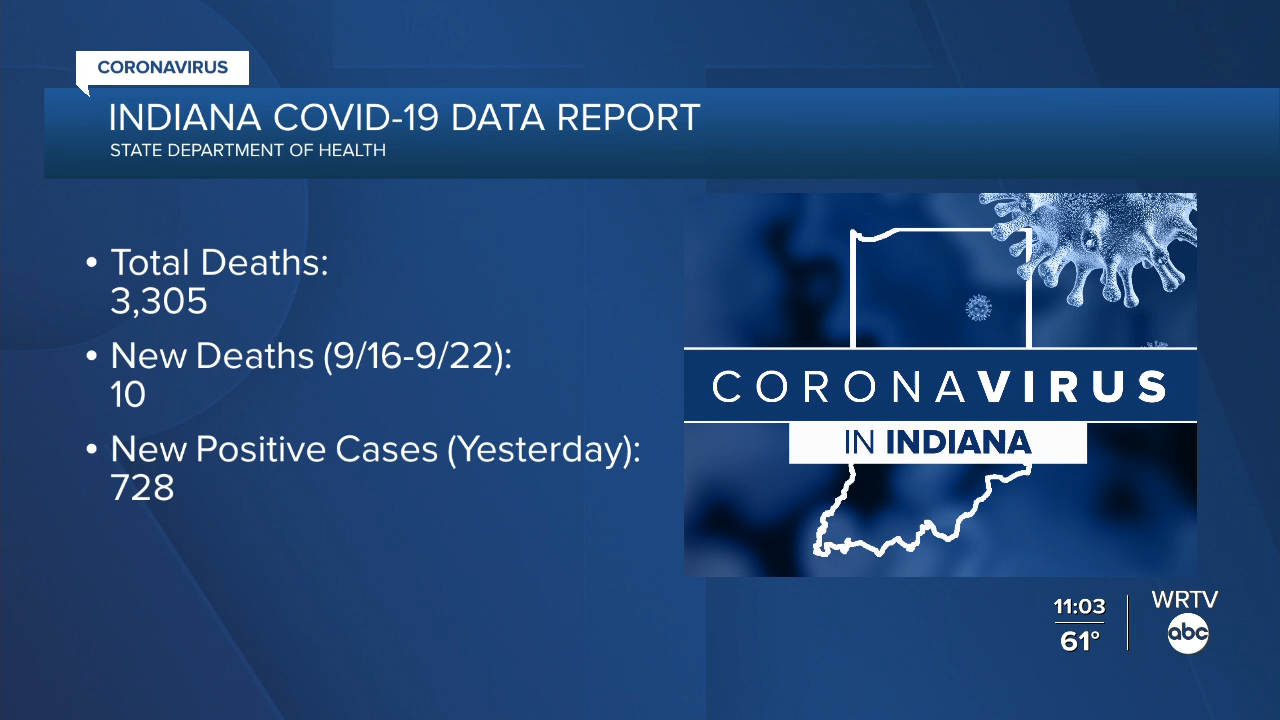 CORONAVIRUS
INDIANA COVID-19 DATA REPORT
STATE DEPARTMENT OF HEALTH
• Total Deaths:
3,305
• New Deaths (9/16-9/22):
10
• New Positive Cases (Yesterday):
728
CORONAVIRUS
IN INDIANA
11:03
61°
WRTV
abc